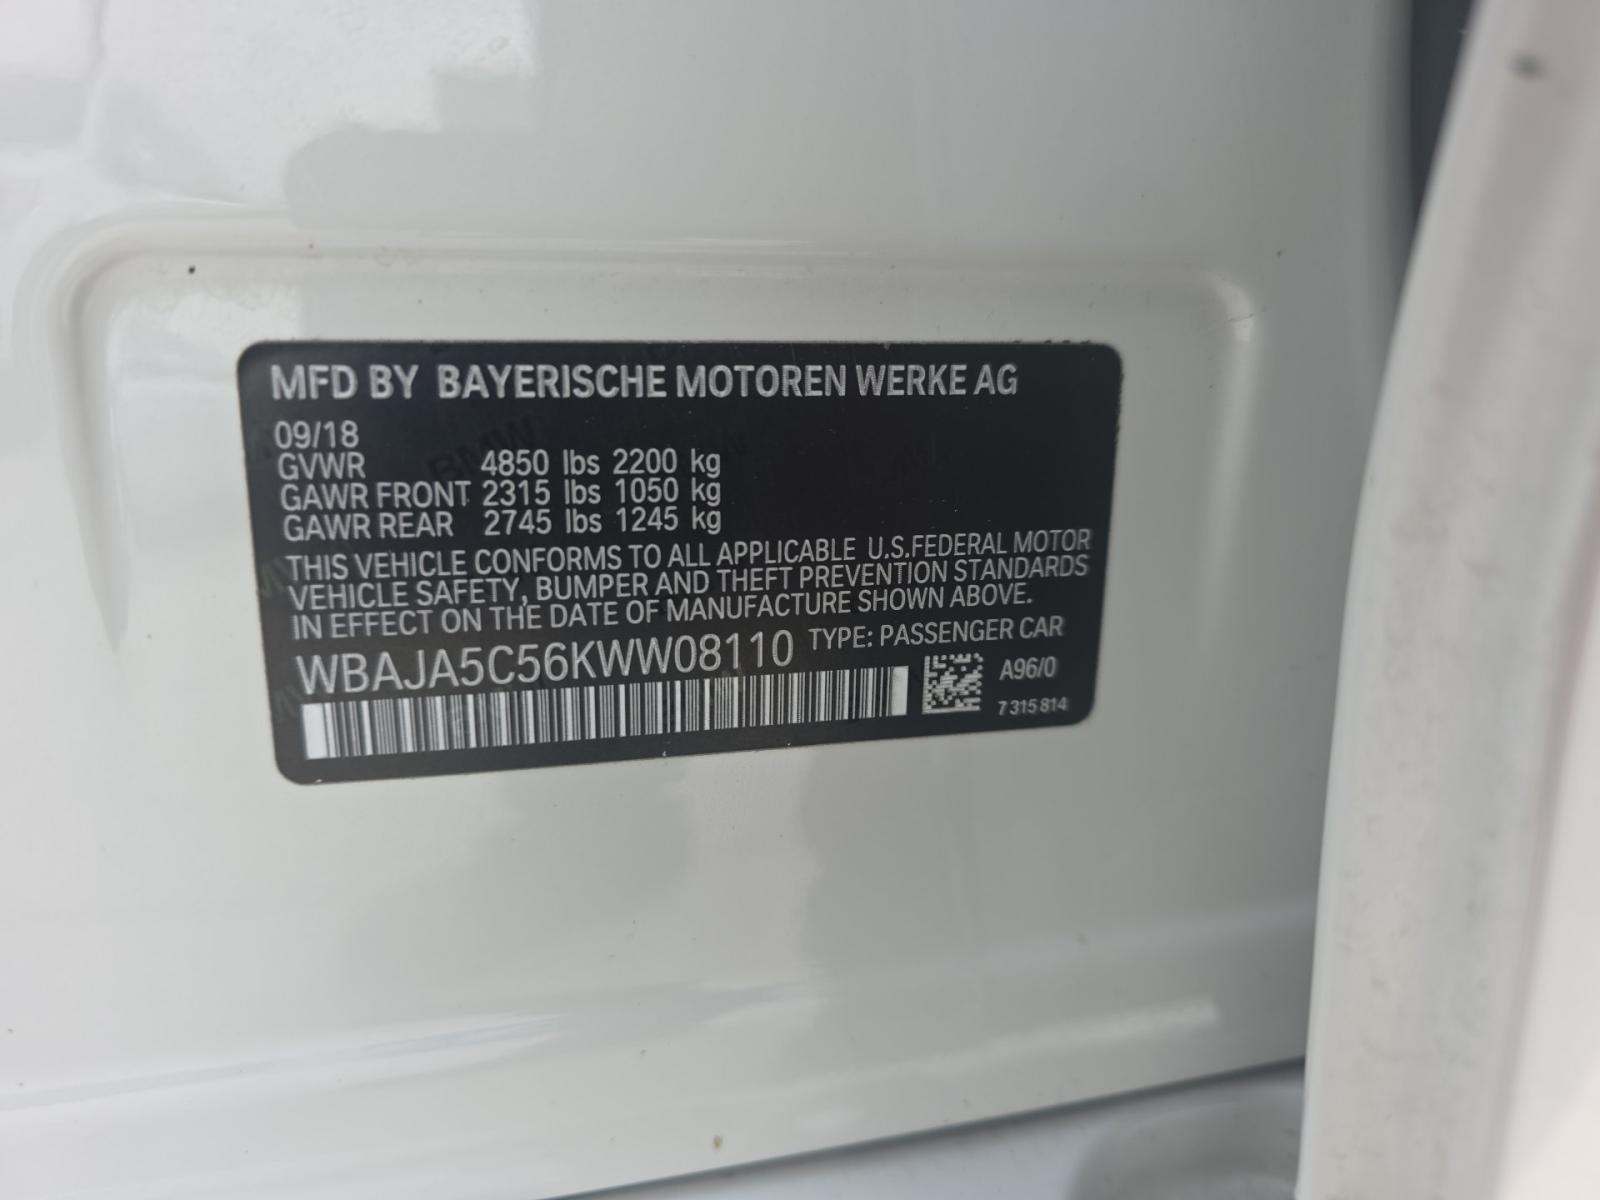 MFD BY BAYERISCHE MOTOREN WERKE AG
09/18
GVWR 4850 lbs 2200 kg
GAWR FRONT 2315 lbs 1050 kg
GAWR REAR 2745 lbs 1245 kg
THIS VEHICLE CONFORMS TO ALL APPLICABLE U.S.FEDERAL MOTOR
VEHICLE SAFETY, BUMPER AND THEFT PREVENTION STANDARDS
IN EFFECT ON THE DATE OF MANUFACTURE SHOWN ABOVE.
WBAJA5C56KWW08110 TYPE: PASSENGER CAR
A96/0
7 315 814